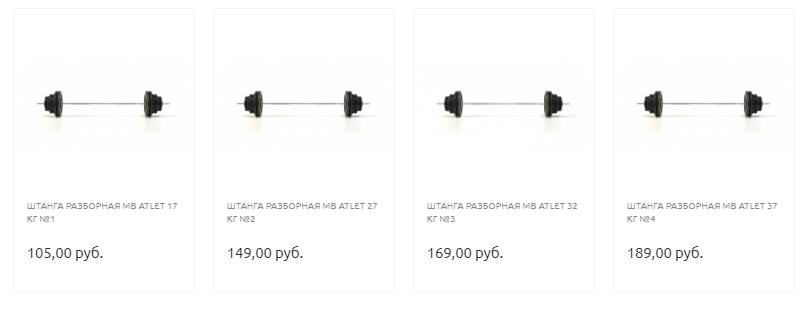 ШТАНГА РАЗБОРНАЯ MB ATLET 17
КГ №1
105,00 руб.
ШТАНГА РАЗБОРНАЯ MB ATLET 27
КГ №2
149,00 руб.
ШТАНГА РАЗБОРНАЯ MB ATLET 32
КГ №3
169,00 руб.
ШТАНГА РАЗБОРНАЯ MB ATLET 37
КГ №4
189,00 руб.